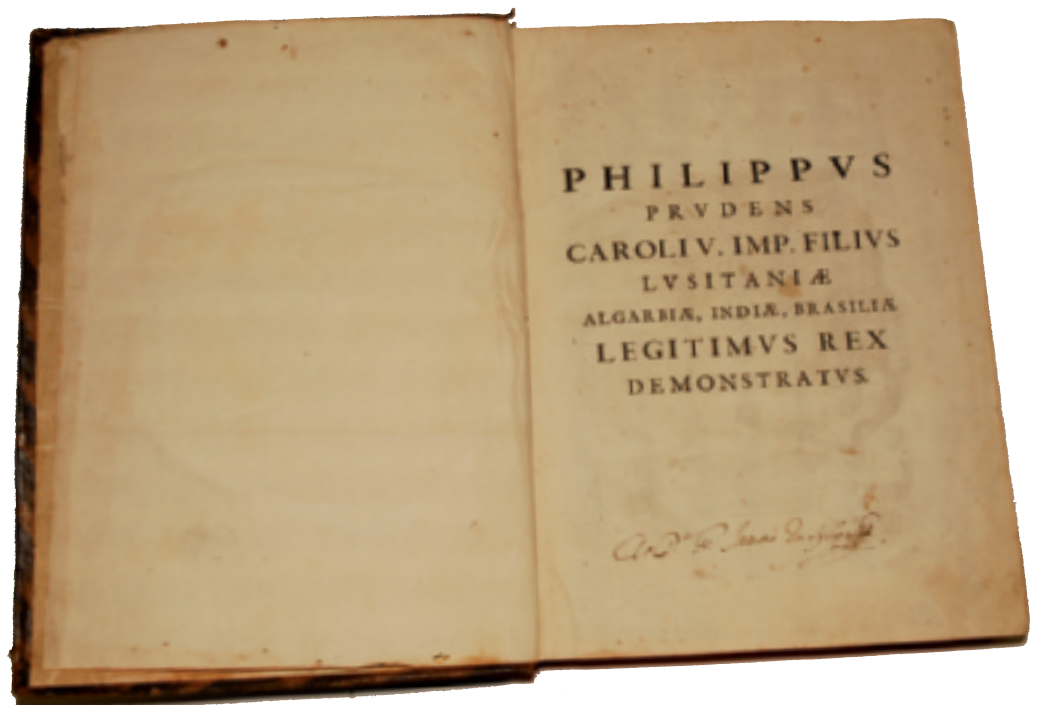 PHILIPPVS
PRVDENS
CAROLI V. IMP. FILIVS
LVSITANIÆ
ALGARBIÆ, INDIÆ, BRASILIÆ
LEGITIMVS REX
DEMONSTRATVS.